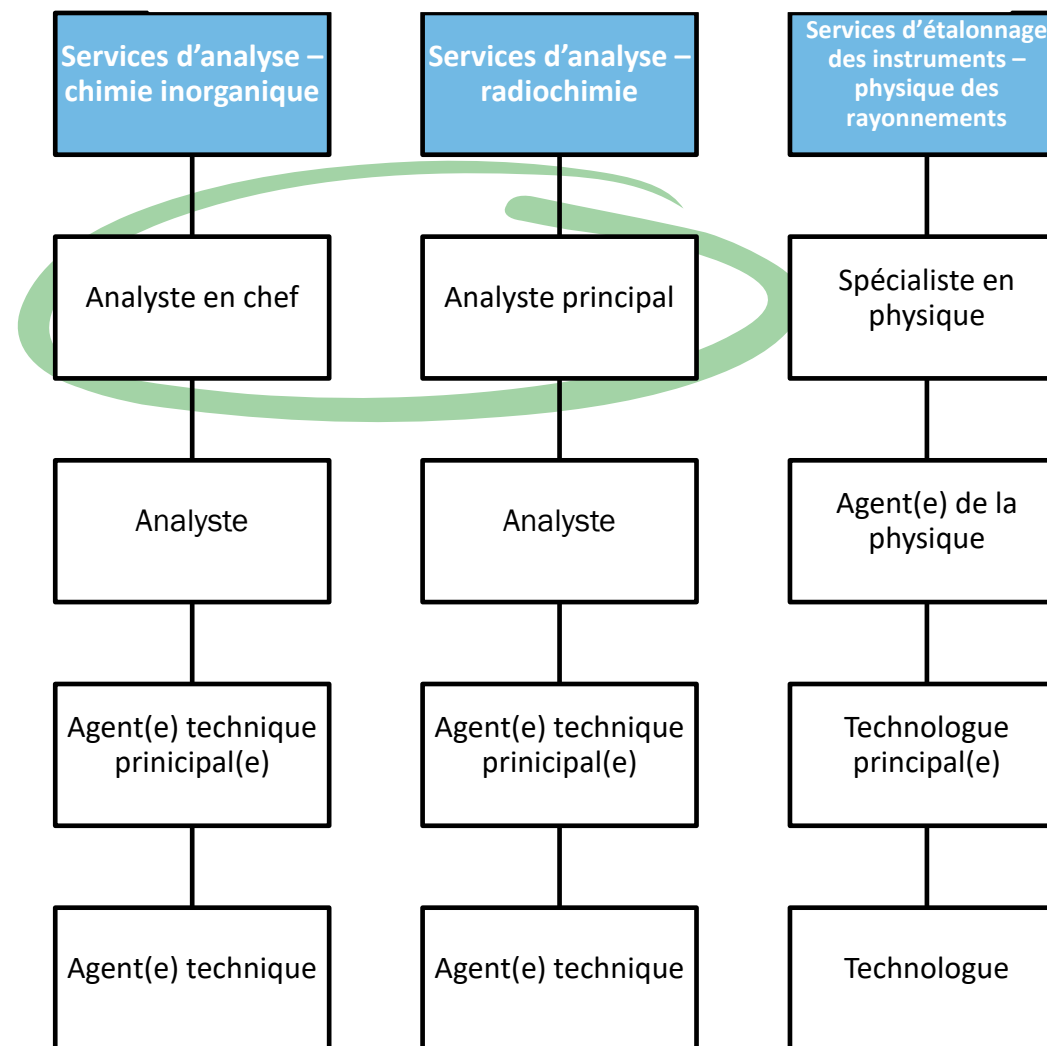 Services d’analyse –
chimie inorganique
Services d’analyse –
radiochimie
Services d’étalonnage
des instruments –
physique des
rayonnements
Analyste en chef
Analyste principal
Spécialiste en
physique
Analyste
Analyste
Agent(e) de la
physique
Agent(e) technique
prinicipal(e)
Agent(e) technique
prinicipal(e)
Technologue
principal(e)
Agent(e) technique
Agent(e) technique
Technologue